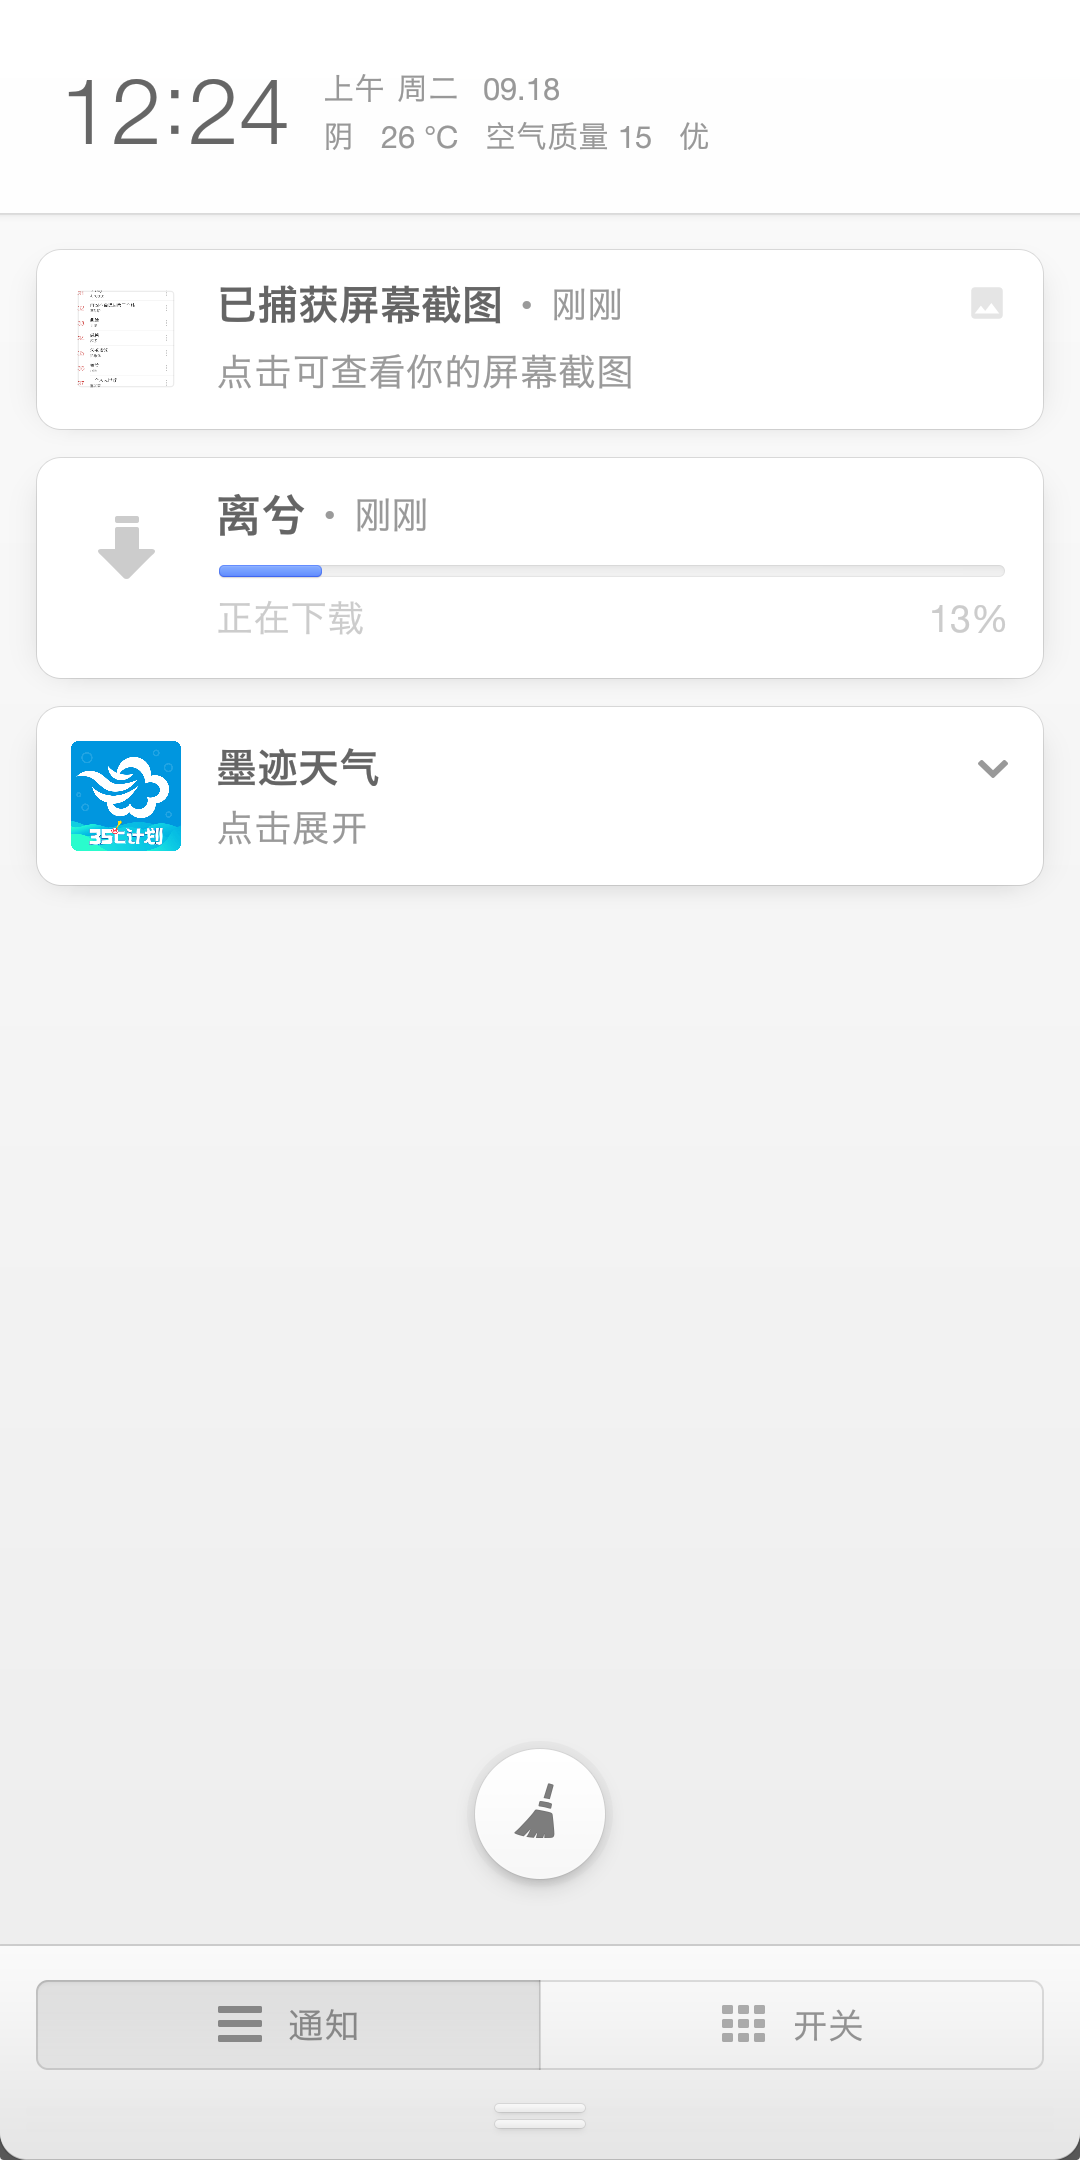 12:24
上午 周二 09.18
阴 26 °C 空气质量 15 优
已捕获屏幕截图 • 刚刚
点击可查看你的屏幕截图
离兮 • 刚刚
正在下载 13%
墨迹天气
点击展开
35℃计划
通知
开关